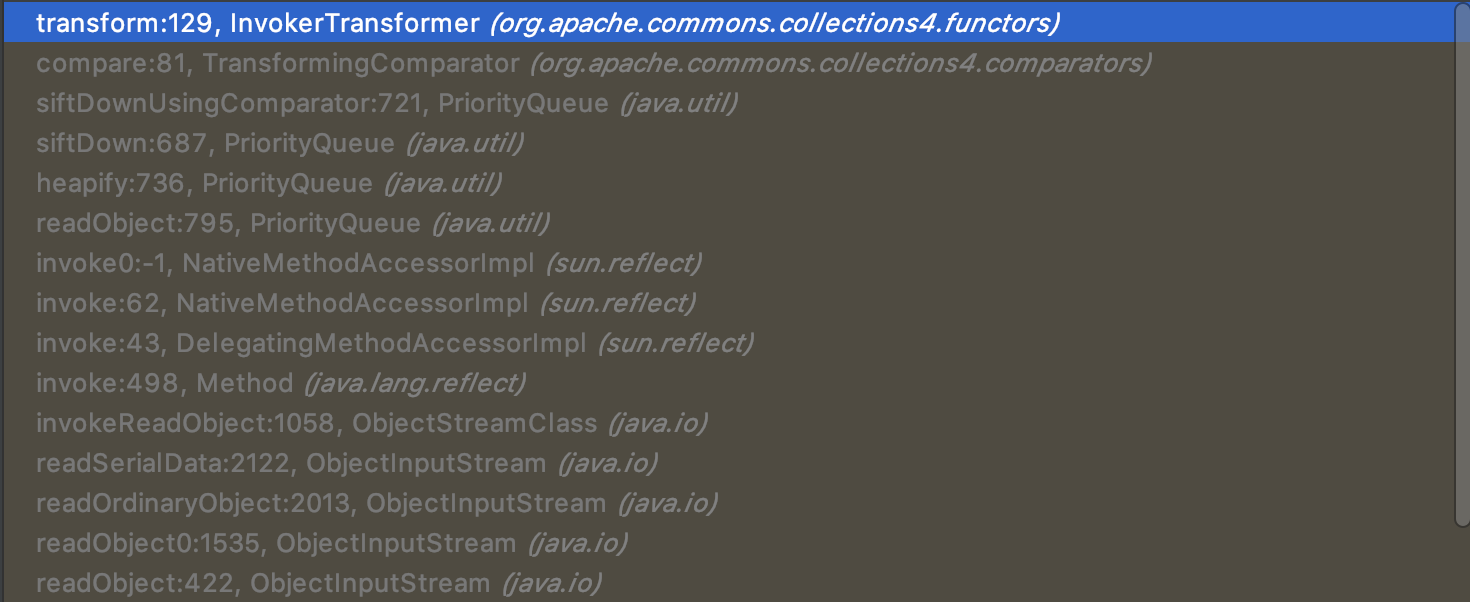 transform:129, InvokerTransformer (org.apache.commons.collections4.functors)
compare:81, TransformingComparator (org.apache.commons.collections4.comparators)
siftDownUsingComparator:721, PriorityQueue (java.util)
siftDown:687, PriorityQueue (java.util)
heapify:736, PriorityQueue (java.util)
readObject:795, PriorityQueue (java.util)
invoke0:-1, NativeMethodAccessorImpl (sun.reflect)
invoke:62, NativeMethodAccessorImpl (sun.reflect)
invoke:43, DelegatingMethodAccessorImpl (sun.reflect)
invoke:498, Method (java.lang.reflect)
invokeReadObject:1058, ObjectStreamClass (java.io)
readSerialData:2122, ObjectInputStream (java.io)
readOrdinaryObject:2013, ObjectInputStream (java.io)
readObject0:1535, ObjectInputStream (java.io)
readObject:422, ObjectInputStream (java.io)